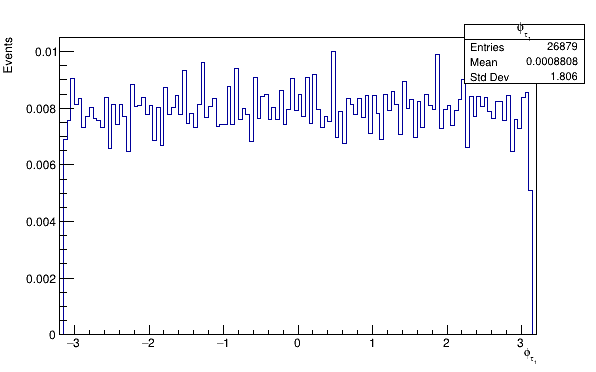 ϕτ₁
Entries 26879
Mean 0.0008808
Std Dev 1.806
Events
0.01
0.008
0.006
0.004
0.002
0
−3 −2 −1 0 1 2 3
ϕτ₁